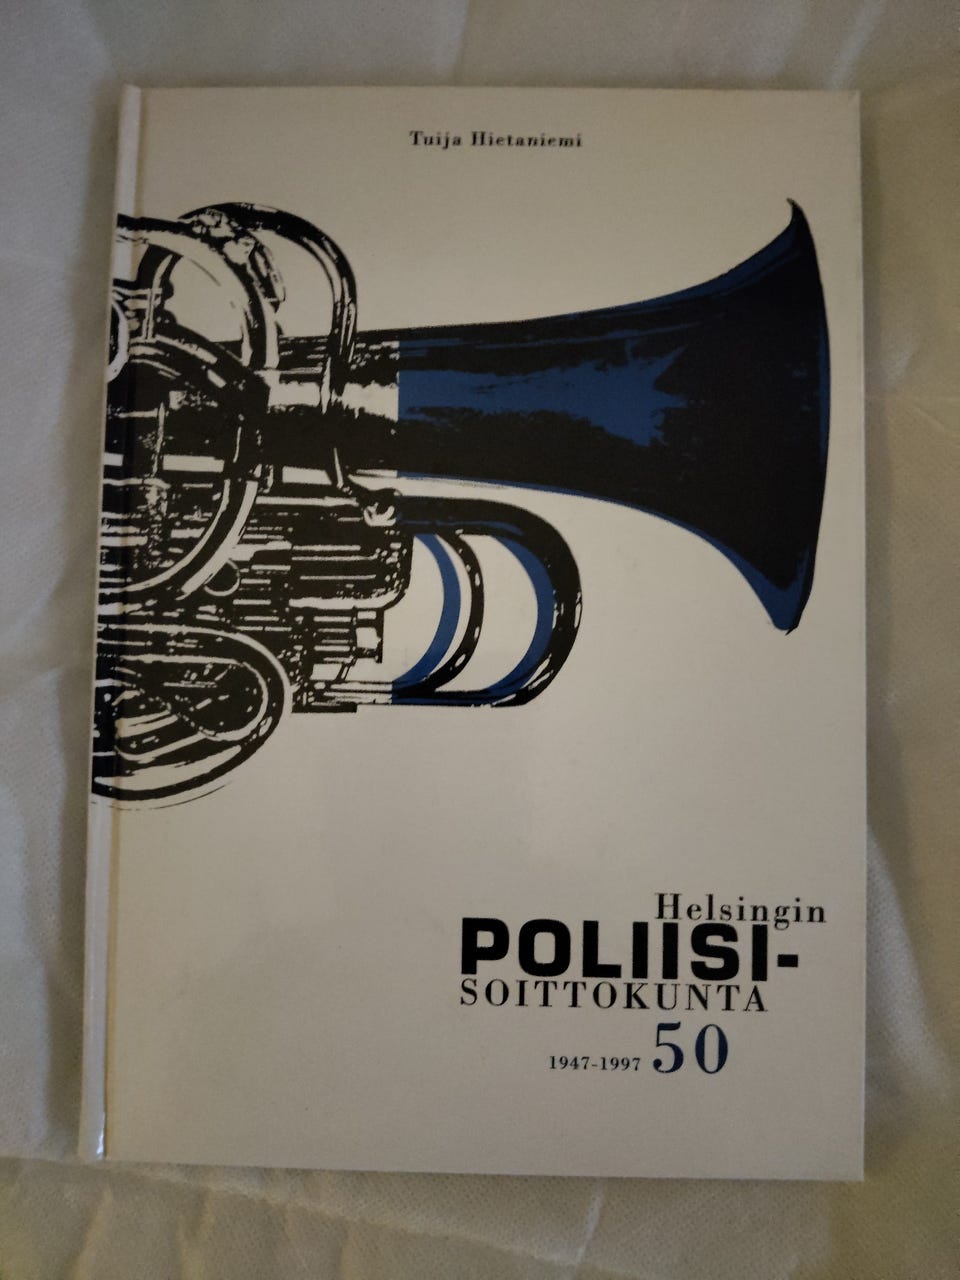 Tuija Hietaniemi
Helsingin
POLIISI-
SOITTOKUNTA
1947-1997 50